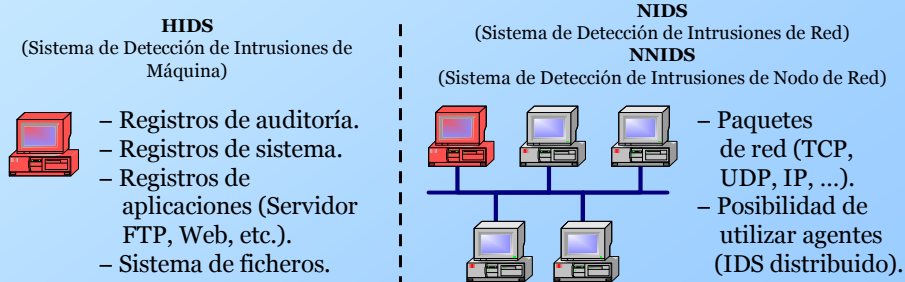 HIDS
(Sistema de Detección de Intrusiones de
Máquina)
– Registros de auditoría.
– Registros de sistema.
– Registros de
aplicaciones (Servidor
FTP, Web, etc.).
– Sistema de ficheros.
NIDS
(Sistema de Detección de Intrusiones de Red)
NNIDS
(Sistema de Detección de Intrusiones de Nodo de Red)
– Paquetes
de red (TCP,
UDP, IP, ...).
– Posibilidad de
utilizar agentes
(IDS distribuido).